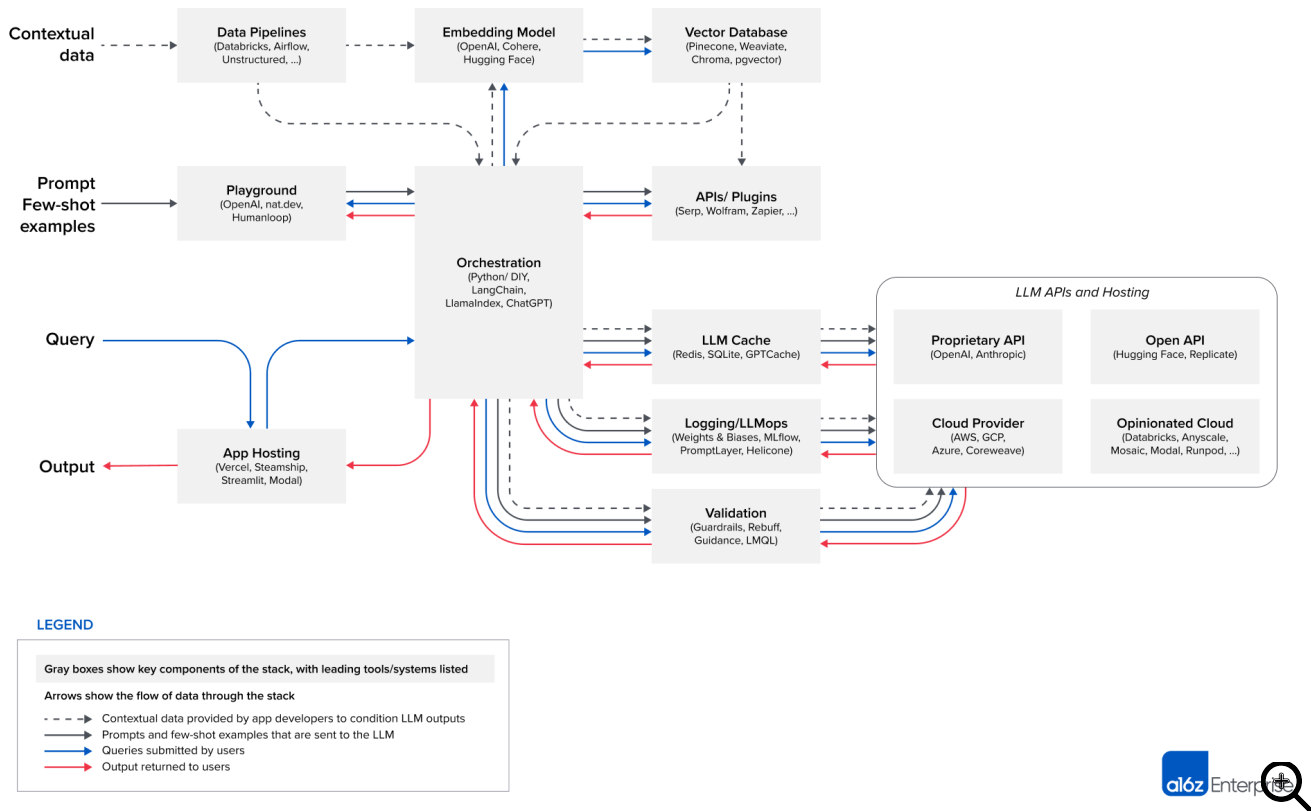 Contextual
data
Data Pipelines
(Databricks, Airflow,
Unstructured, ...)
Embedding Model
(OpenAI, Cohere,
Hugging Face)
Vector Database
(Pinecone, Weaviate,
Chroma, pgvector)
Prompt
Few-shot
examples
Playground
(OpenAI, nat.dev,
Humanloop)
Orchestration
(Python/ DIY,
LangChain,
LlamaIndex, ChatGPT)
APIs/ Plugins
(Serp, Wolfram, Zapier, ...)
Query
LLM Cache
(Redis, SQLite, GPTCache)
Logging/LLMops
(Weights & Biases, MLflow,
PromptLayer, Helicone)
Validation
(Guardrails, Rebuff,
Guidance, LMQL)
LLM APIs and Hosting
Proprietary API
(OpenAI, Anthropic)
Open API
(Hugging Face, Replicate)
Cloud Provider
(AWS, GCP,
Azure, Coreweave)
Opinionated Cloud
(Databricks, Anyscale,
Mosaic, Modal, Runpod, ...)
Output
App Hosting
(Vercel, Steamship,
Streamlit, Modal)
LEGEND
Gray boxes show key components of the stack, with leading tools/systems listed
Arrows show the flow of data through the stack
Contextual data provided by app developers to condition LLM outputs
Prompts and few-shot examples that are sent to the LLM
Queries submitted by users
Output returned to users
a16z Enterprise